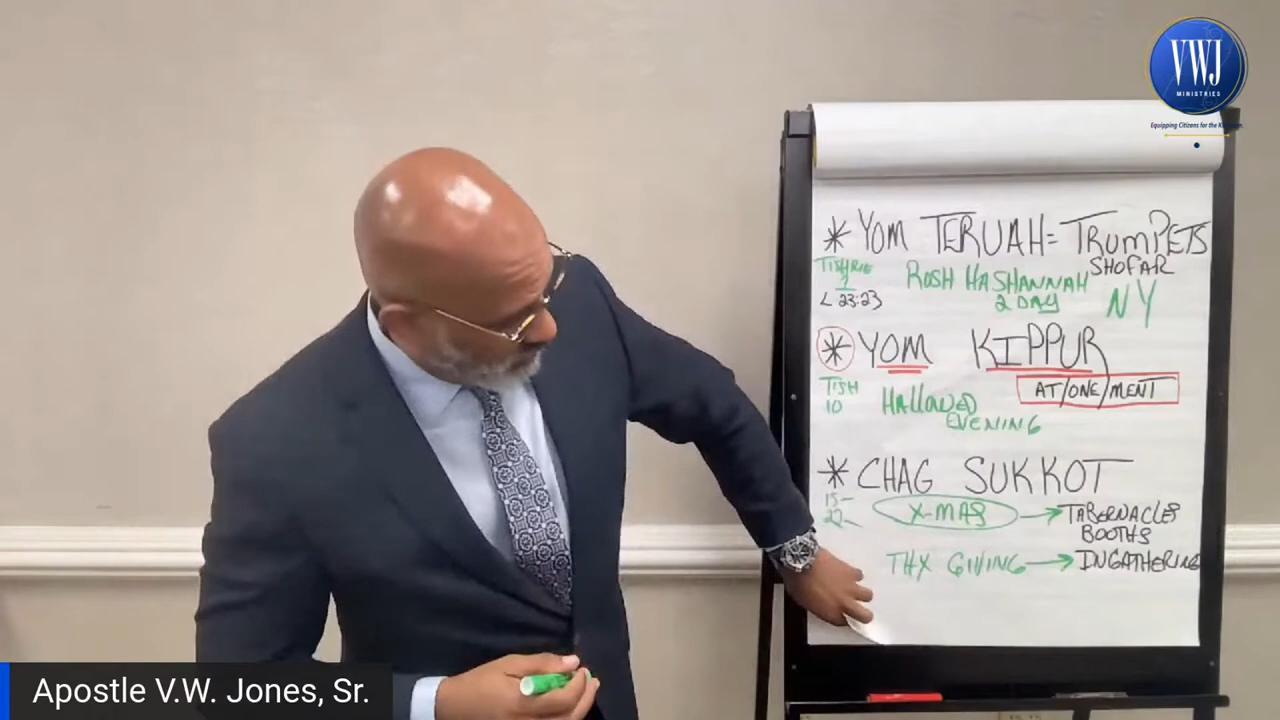 VWJ
MINISTRIES
* YOM TERUAH = TRUMPETS
SHOFAR
TISHRIE
1
L 23:23
ROSH HASHANNAH
2 DAY
NY
* YOM KIPPUR
AT/ONE/MENT
TISH
10
HALLOWED
EVENING
* CHAG SUKKOT
15-
22-
X-MAS → TABERNACLES
BOOTHS
THX GIVING → INGATHERING
Apostle V.W. Jones, Sr.